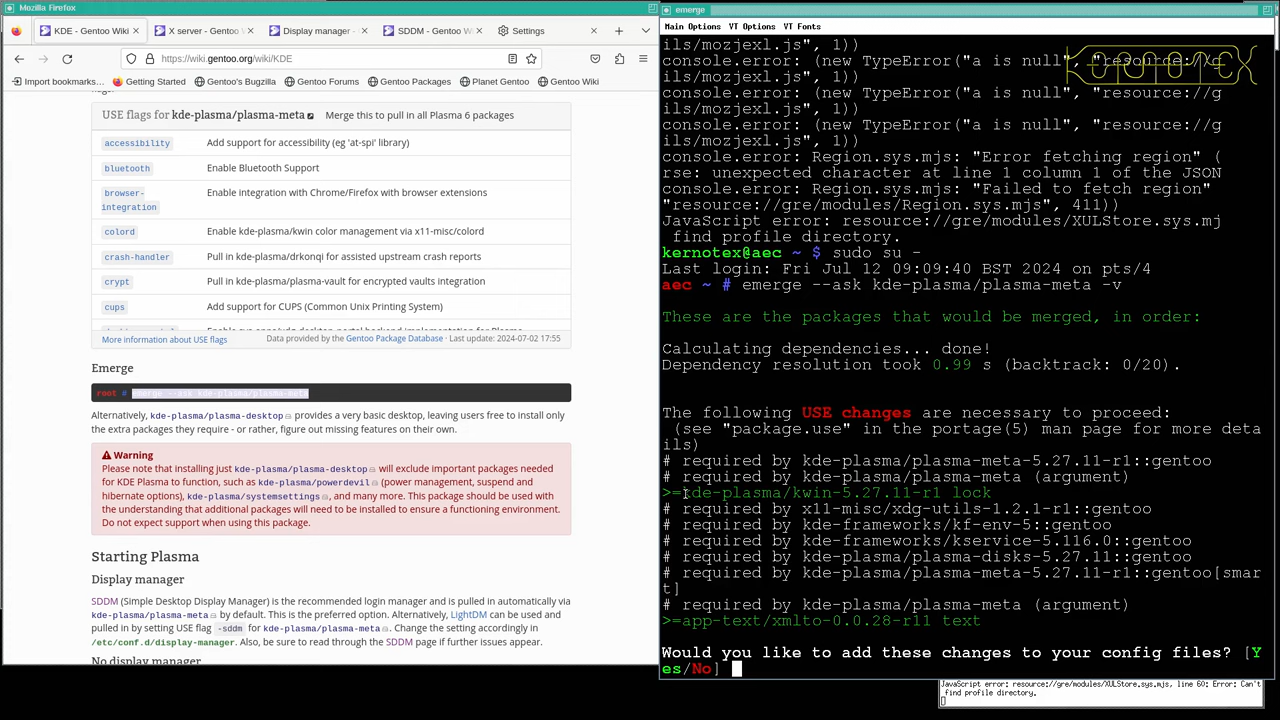 Mozilla Firefox
KDE - Gentoo Wiki
X server - Gentoo Wiki
Display manager -
SDDM - Gentoo Wiki
Settings
https://wiki.gentoo.org/wiki/KDE
Import bookmarks...
Getting Started
Gentoo's Bugzilla
Gentoo Forums
Gentoo Packages
Planet Gentoo
Gentoo Wiki
USE flags for kde-plasma/plasma-meta Merge this to pull in all Plasma 6 packages
accessibility Add support for accessibility (eg 'at-spi' library)
bluetooth Enable Bluetooth Support
browser-
integration Enable integration with Chrome/Firefox with browser extensions
colord Enable kde-plasma/kwin color management via x11-misc/colord
crash-handler Pull in kde-plasma/drkonqi for assisted upstream crash reports
crypt Pull in kde-plasma/plasma-vault for encrypted vaults integration
cups Add support for CUPS (Common Unix Printing System)
More information about USE flags
Data provided by the Gentoo Package Database · Last update: 2024-07-02 17:55
Emerge
root # emerge --ask kde-plasma/plasma-meta
Alternatively, kde-plasma/plasma-desktop provides a very basic desktop, leaving users free to install only
the extra packages they require - or rather, figure out missing features on their own.
Warning
Please note that installing just kde-plasma/plasma-desktop will exclude important packages needed
for KDE Plasma to function, such as kde-plasma/powerdevil (power management, suspend and
hibernate options), kde-plasma/systemsettings, and many more. This package should be used with
the understanding that additional packages will need to be installed to ensure a functioning environment.
Do not expect support when using this package.
Starting Plasma
Display manager
SDDM (Simple Desktop Display Manager) is the recommended login manager and is pulled in automatically via
kde-plasma/plasma-meta by default. This is the preferred option. Alternatively, LightDM can be used and
pulled in by setting USE flag -sddm for kde-plasma/plasma-meta. Change the setting accordingly in
/etc/conf.d/display-manager. Also, be sure to read through the SDDM page if further issues appear.
No display manager
emerge
Main Options VT Options VT Fonts
KERNOTEX
ils/mozjexl.js", 1))
console.error: (new TypeError("a is null", "resource://g
ils/mozjexl.js", 1))
console.error: (new TypeError("a is null", "resource://g
ils/mozjexl.js", 1))
console.error: (new TypeError("a is null", "resource://g
ils/mozjexl.js", 1))
console.error: Region.sys.mjs: "Error fetching region" (
rse: unexpected character at line 1 column 1 of the JSON
console.error: Region.sys.mjs: "Failed to fetch region"
"resource://gre/modules/Region.sys.mjs", 411))
JavaScript error: resource://gre/modules/XULStore.sys.mj
find profile directory.
kernotex@aec ~ $ sudo su -
Last login: Fri Jul 12 09:09:40 BST 2024 on pts/4
aec ~ # emerge --ask kde-plasma/plasma-meta -v
These are the packages that would be merged, in order:
Calculating dependencies... done!
Dependency resolution took 0.99 s (backtrack: 0/20).
The following USE changes are necessary to proceed:
(see "package.use" in the portage(5) man page for more deta
ils)
# required by kde-plasma/plasma-meta-5.27.11-r1::gentoo
# required by kde-plasma/plasma-meta (argument)
>=kde-plasma/kwin-5.27.11-r1 lock
# required by x11-misc/xdg-utils-1.2.1-r1::gentoo
# required by kde-frameworks/kf-env-5::gentoo
# required by kde-frameworks/kservice-5.116.0::gentoo
# required by kde-plasma/plasma-disks-5.27.11::gentoo
# required by kde-plasma/plasma-meta-5.27.11-r1::gentoo[smar
t]
# required by kde-plasma/plasma-meta (argument)
>=app-text/xmlto-0.0.28-r11 text
Would you like to add these changes to your config files? [Y
es/No]
JavaScript error: resource://gre/modules/XULStore.sys.mjs, line 60: Error: Can't
find profile directory.